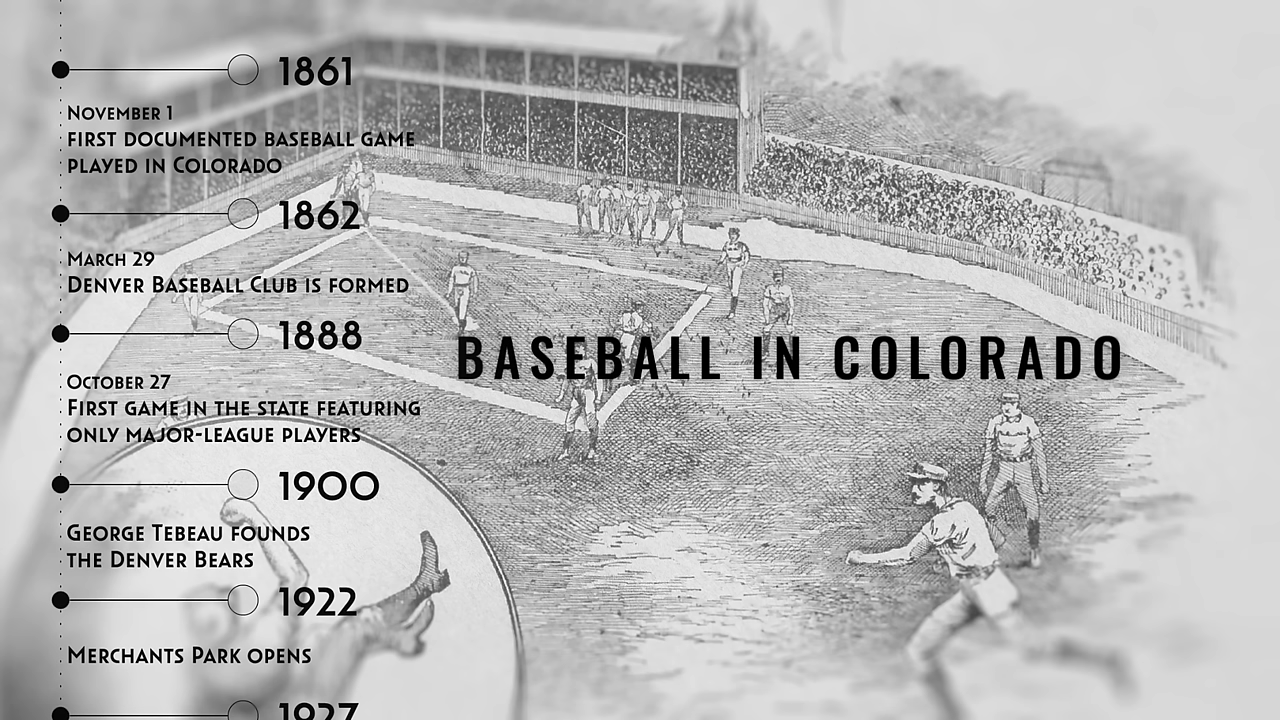 1861
November 1
first documented baseball game
played in Colorado
1862
March 29
Denver Baseball Club is formed
1888
October 27
First game in the state featuring
only major-league players
1900
George Tebeau founds
the Denver Bears
1922
Merchants Park opens
1927
BASEBALL IN COLORADO